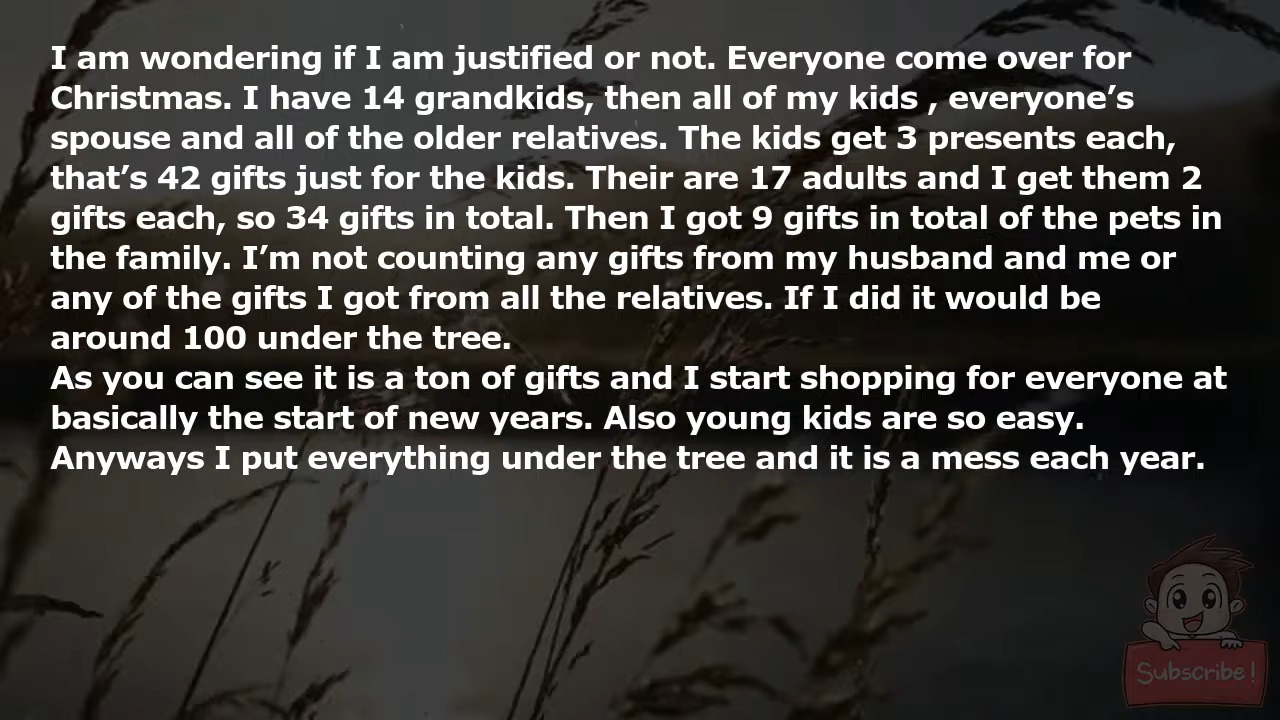 I am wondering if I am justified or not. Everyone come over for
Christmas. I have 14 grandkids, then all of my kids , everyone’s
spouse and all of the older relatives. The kids get 3 presents each,
that’s 42 gifts just for the kids. Their are 17 adults and I get them 2
gifts each, so 34 gifts in total. Then I got 9 gifts in total of the pets in
the family. I’m not counting any gifts from my husband and me or
any of the gifts I got from all the relatives. If I did it would be
around 100 under the tree.
As you can see it is a ton of gifts and I start shopping for everyone at
basically the start of new years. Also young kids are so easy.
Anyways I put everything under the tree and it is a mess each year.
Subscribe!